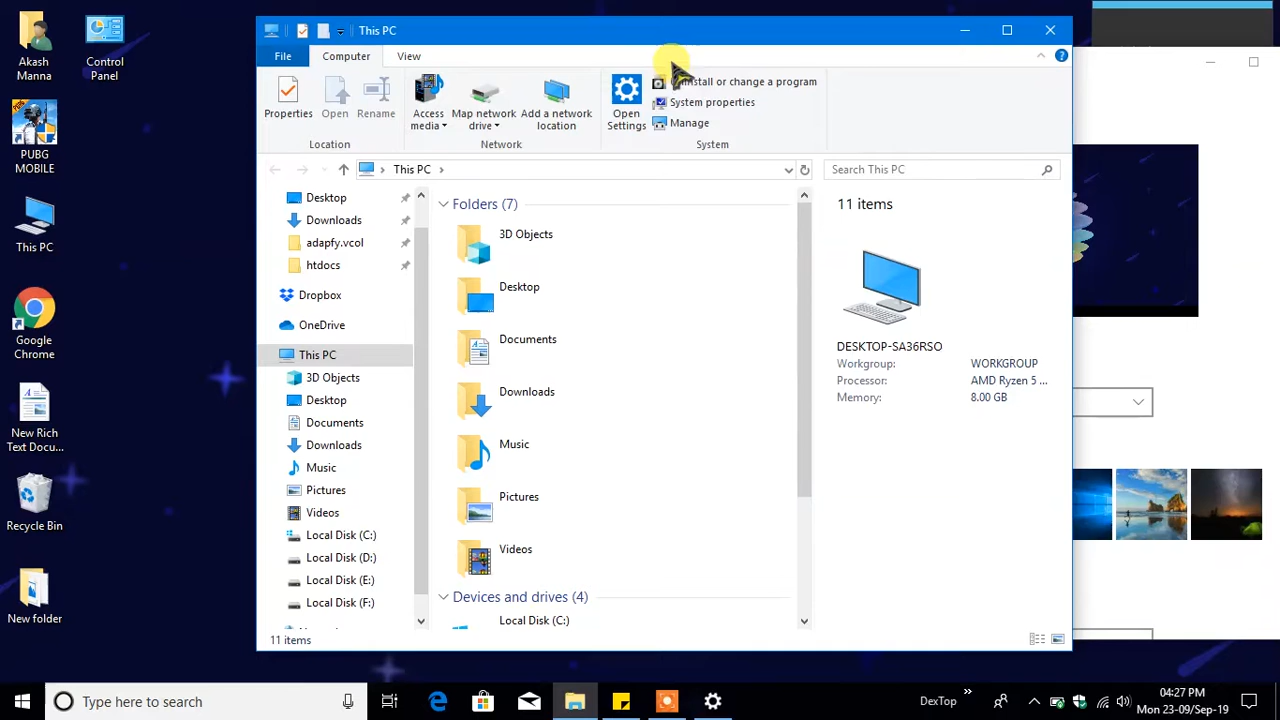 Akash
Manna
Control
Panel
PUBG
MOBILE
This PC
Google
Chrome
New Rich
Text Docu...
Recycle Bin
New folder
This PC
File
Computer
View
Properties
Open
Rename
Location
Access
media
Map network
drive
Add a network
location
Network
Open
Settings
Uninstall or change a program
System properties
Manage
System
This PC
Search This PC
Desktop
Downloads
adapfy.vcol
htdocs
Dropbox
OneDrive
This PC
3D Objects
Desktop
Documents
Downloads
Music
Pictures
Videos
Local Disk (C:)
Local Disk (D:)
Local Disk (E:)
Local Disk (F:)
Folders (7)
3D Objects
Desktop
Documents
Downloads
Music
Pictures
Videos
Devices and drives (4)
Local Disk (C:)
11 items
DESKTOP-SA36RSO
Workgroup: WORKGROUP
Processor: AMD Ryzen 5 ...
Memory: 8.00 GB
11 items
Type here to search
DexTop
04:27 PM
Mon 23-09/Sep-19